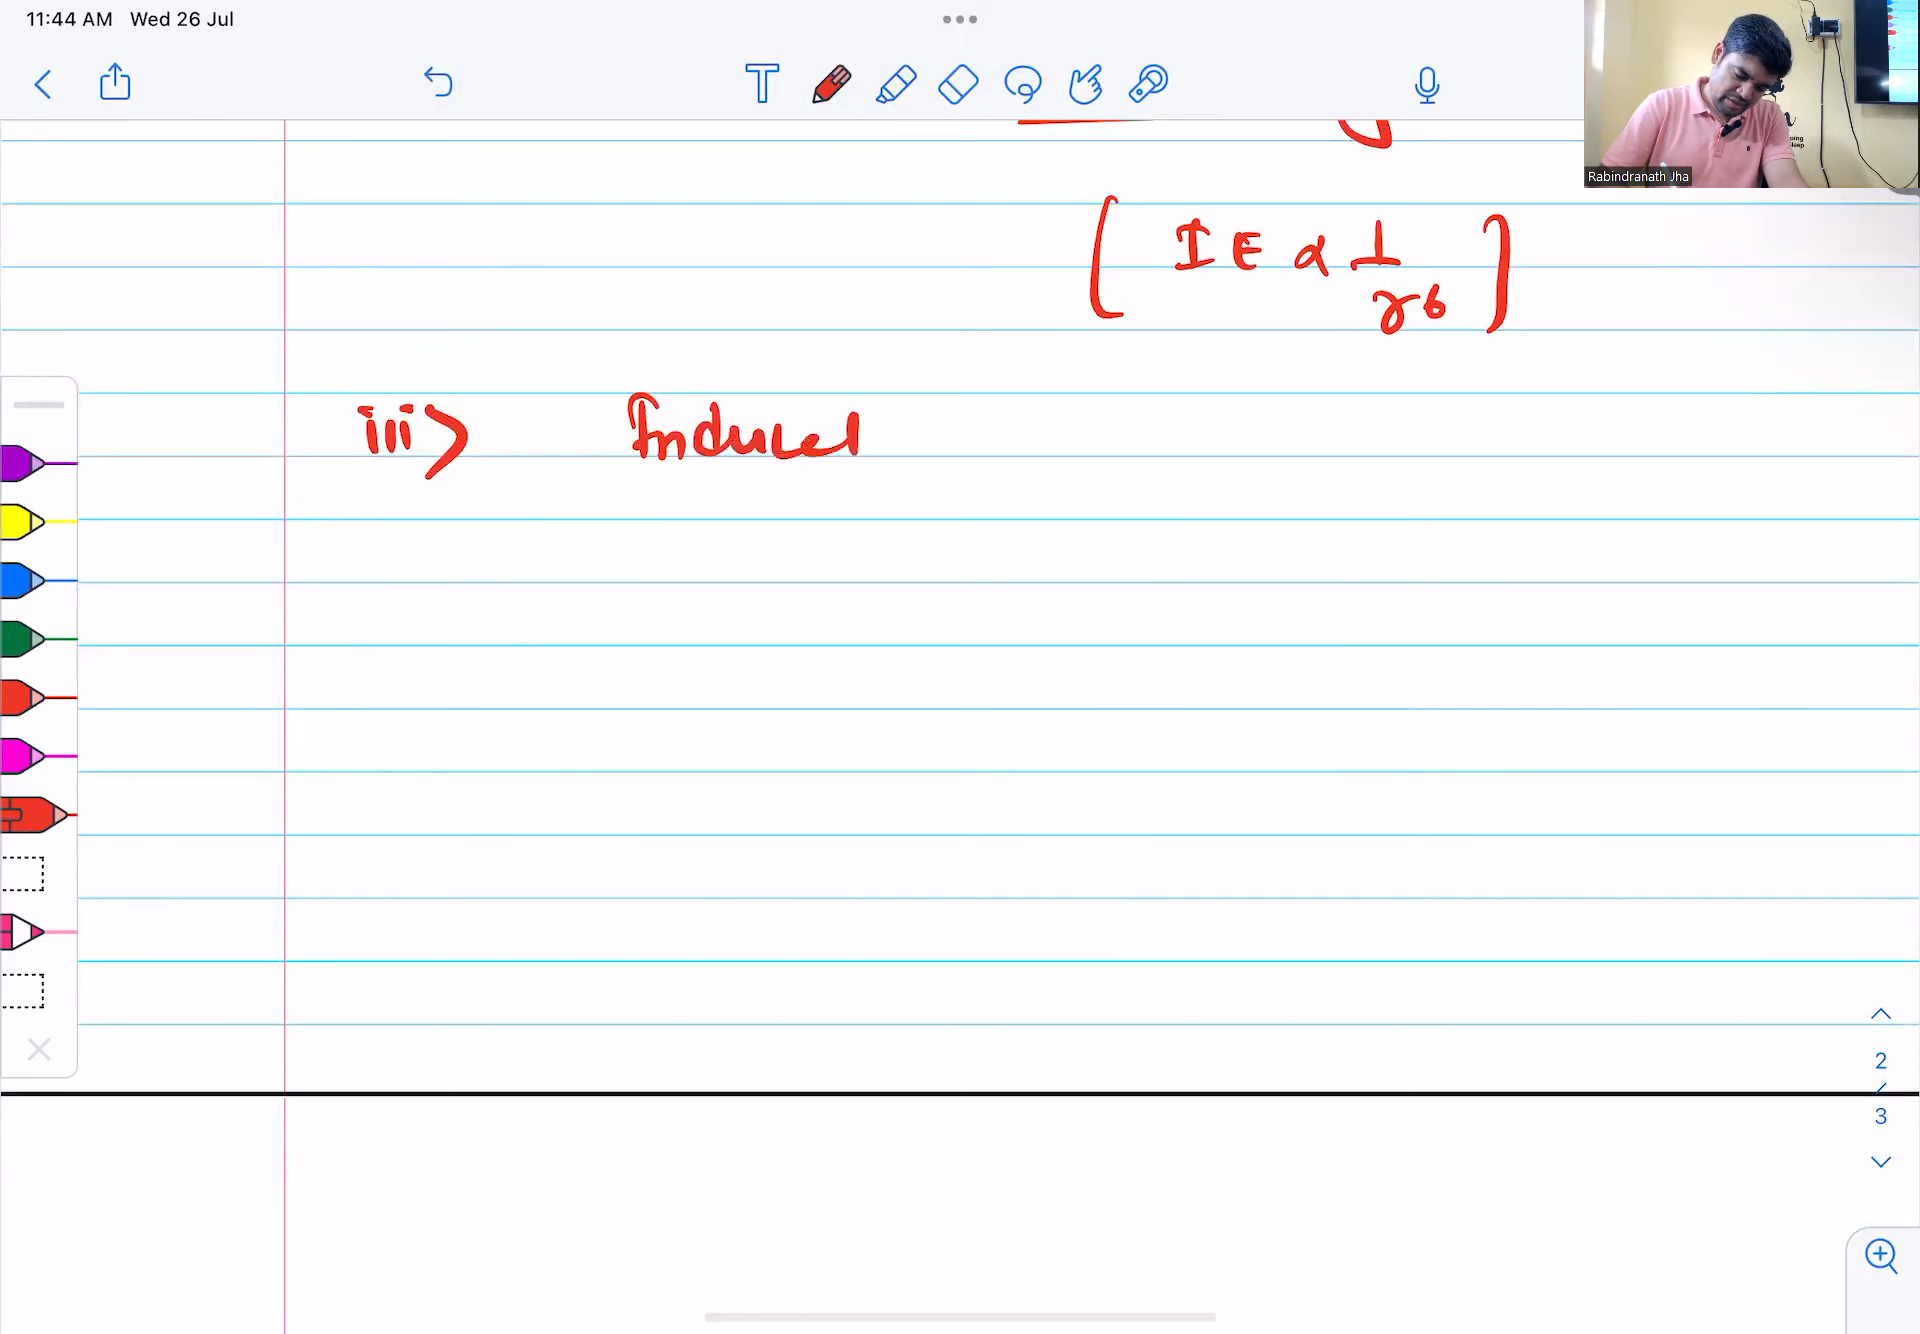 11:44 AM Wed 26 Jul
Rabindranath Jha
[ I E α 1/r6 ]
iii> Induced
2
/
3